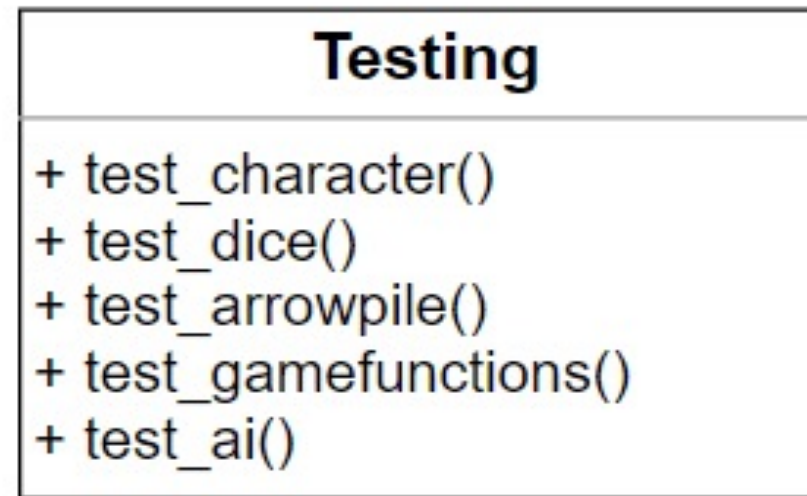 Testing
+ test_character()
+ test_dice()
+ test_arrowpile()
+ test_gamefunctions()
+ test_ai()